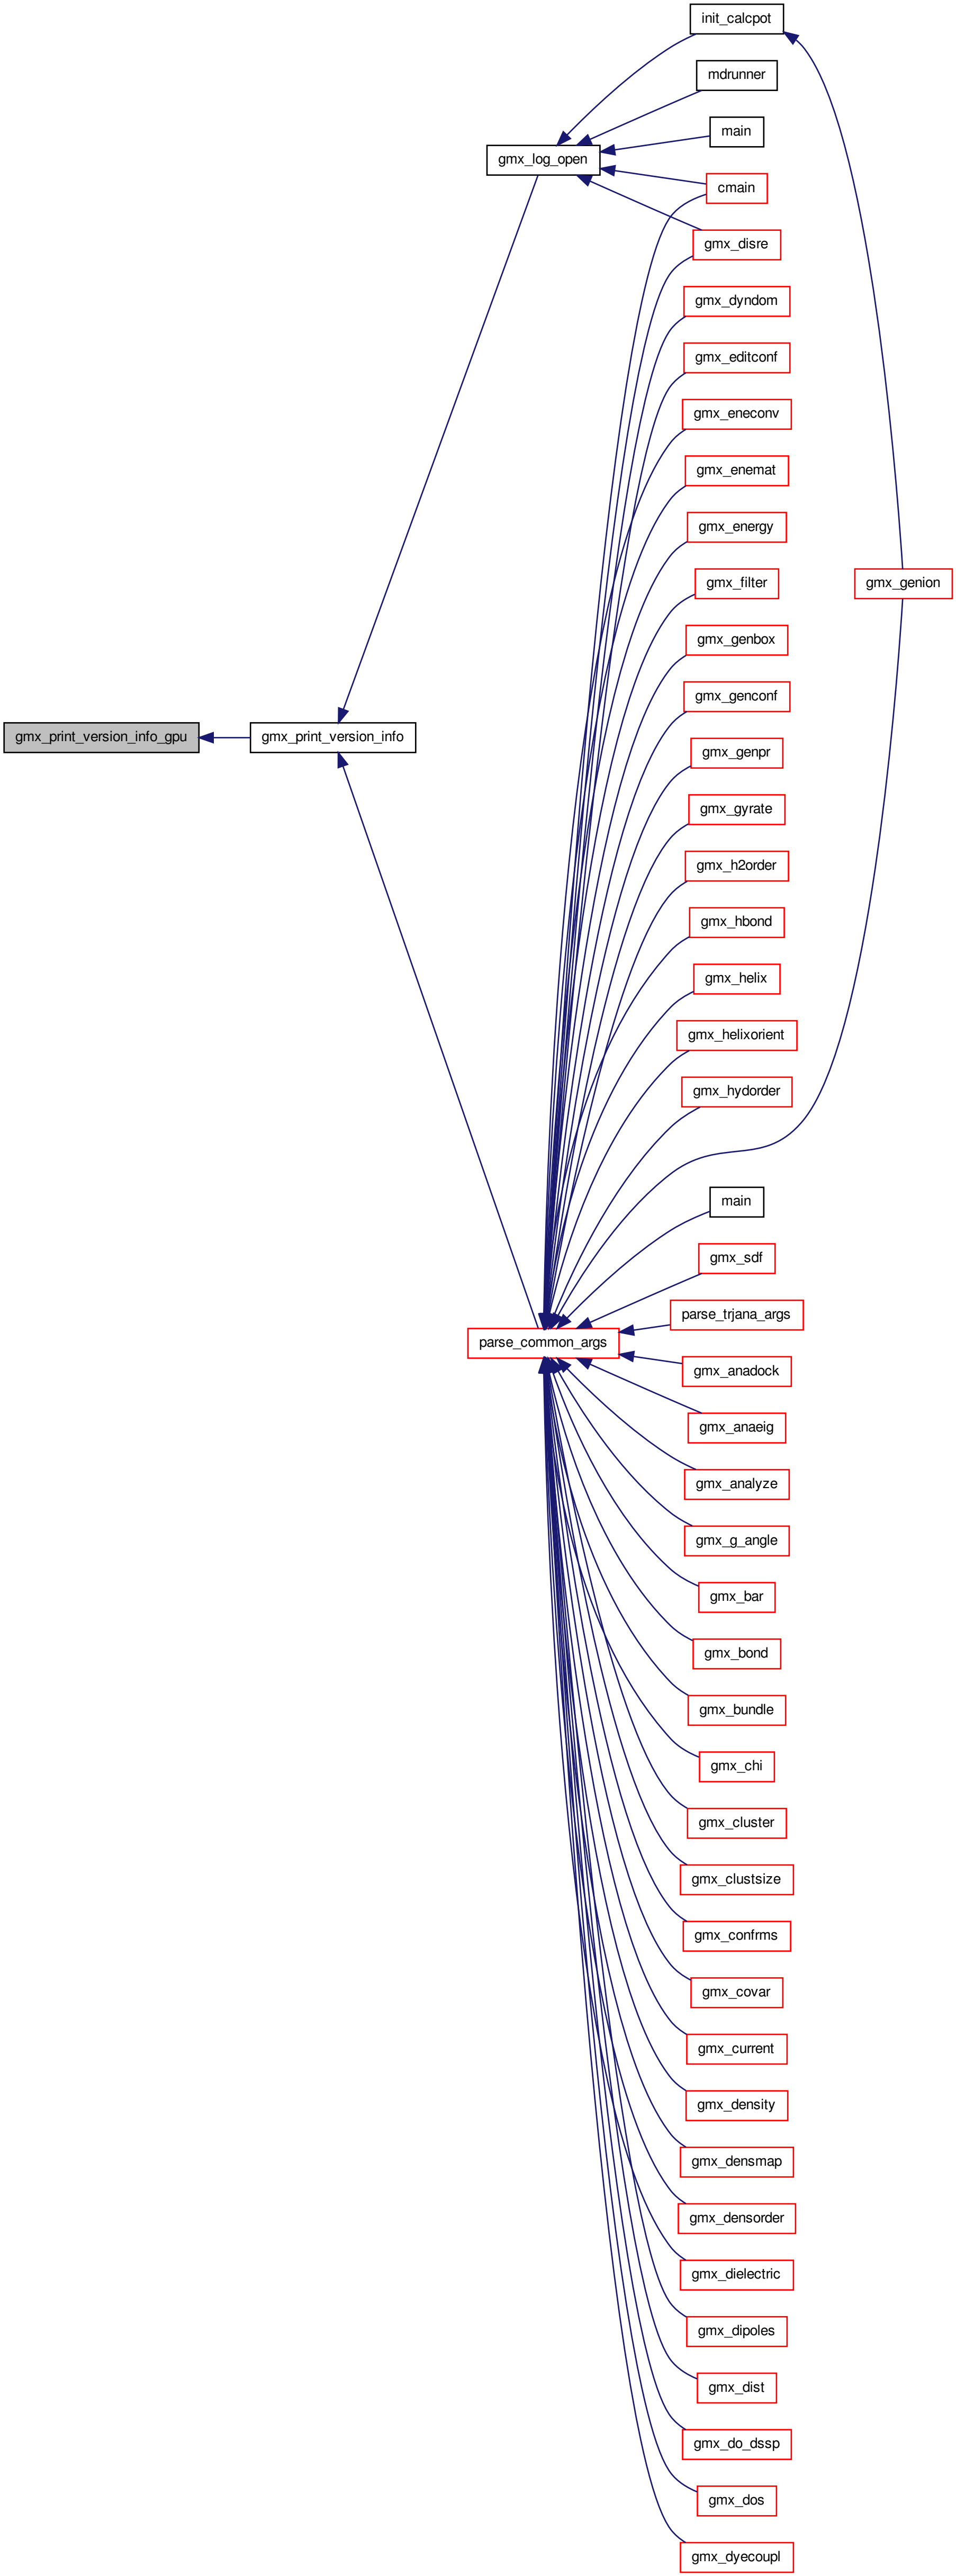 init_calcpot
mdrunner
main
gmx_log_open
cmain
gmx_disre
gmx_dyndom
gmx_editconf
gmx_eneconv
gmx_enemat
gmx_energy
gmx_filter
gmx_genion
gmx_genbox
gmx_genconf
gmx_print_version_info_gpu
gmx_print_version_info
gmx_genpr
gmx_gyrate
gmx_h2order
gmx_hbond
gmx_helix
gmx_helixorient
gmx_hydorder
main
gmx_sdf
parse_trjana_args
parse_common_args
gmx_anadock
gmx_anaeig
gmx_analyze
gmx_g_angle
gmx_bar
gmx_bond
gmx_bundle
gmx_chi
gmx_cluster
gmx_clustsize
gmx_confrms
gmx_covar
gmx_current
gmx_density
gmx_densmap
gmx_densorder
gmx_dielectric
gmx_dipoles
gmx_dist
gmx_do_dssp
gmx_dos
gmx_dyecoupl